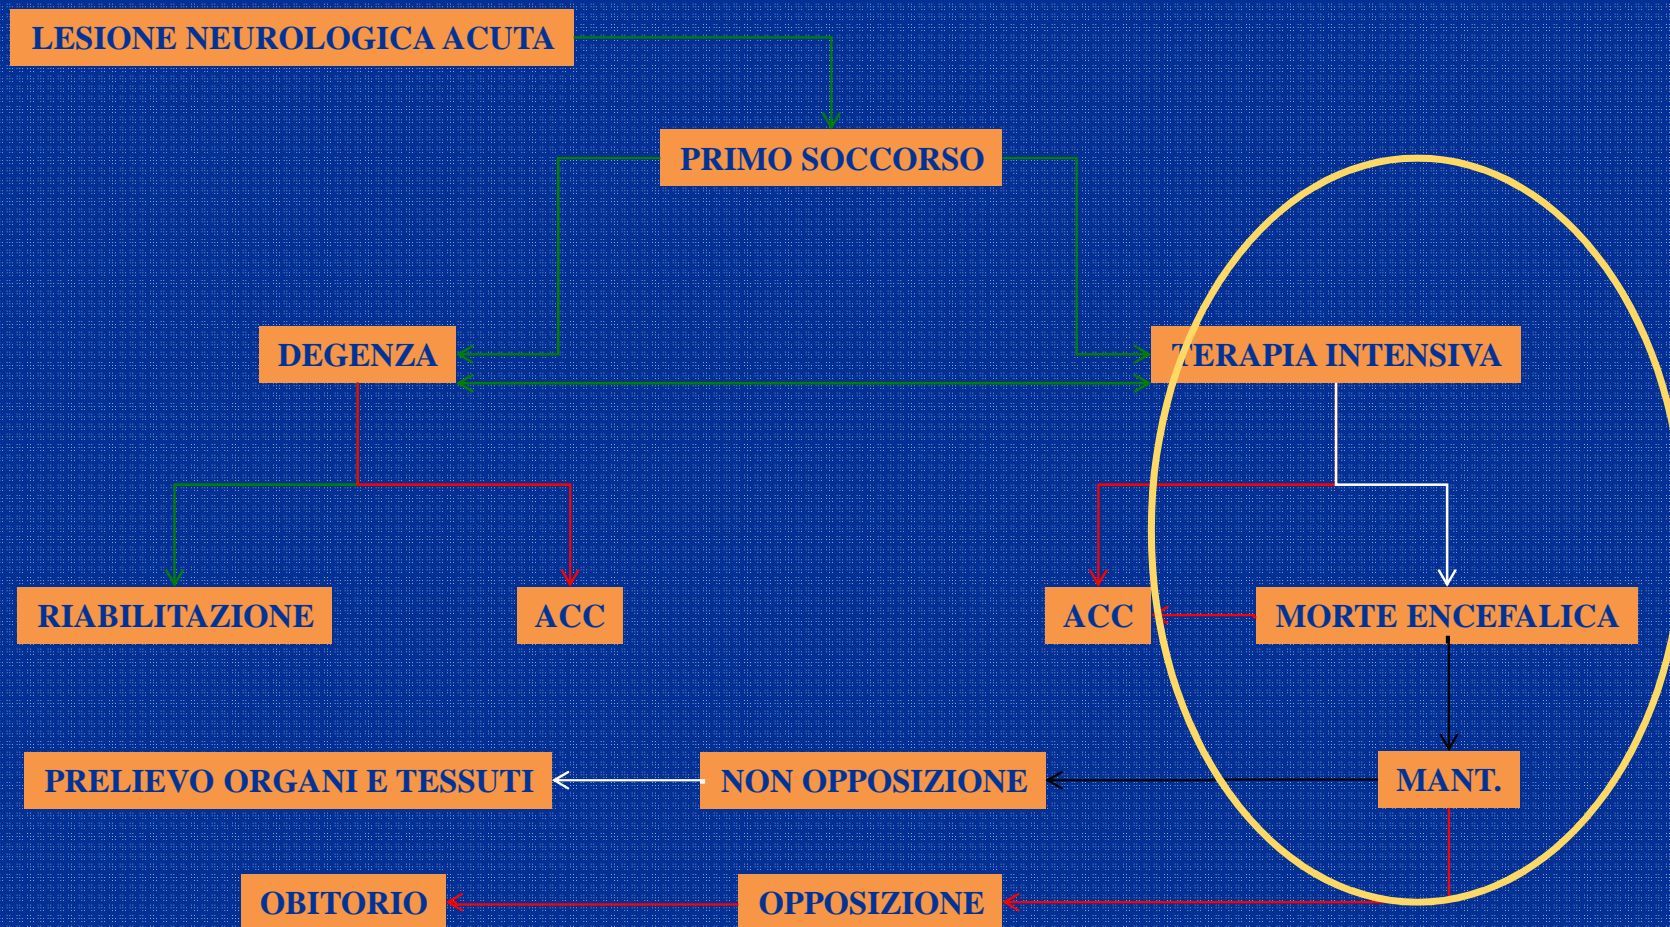 LESIONE NEUROLOGICA ACUTA
PRIMO SOCCORSO
DEGENZA
TERAPIA INTENSIVA
RIABILITAZIONE
ACC
ACC
MORTE ENCEFALICA
PRELIEVO ORGANI E TESSUTI
NON OPPOSIZIONE
MANT.
OBITORIO
OPPOSIZIONE